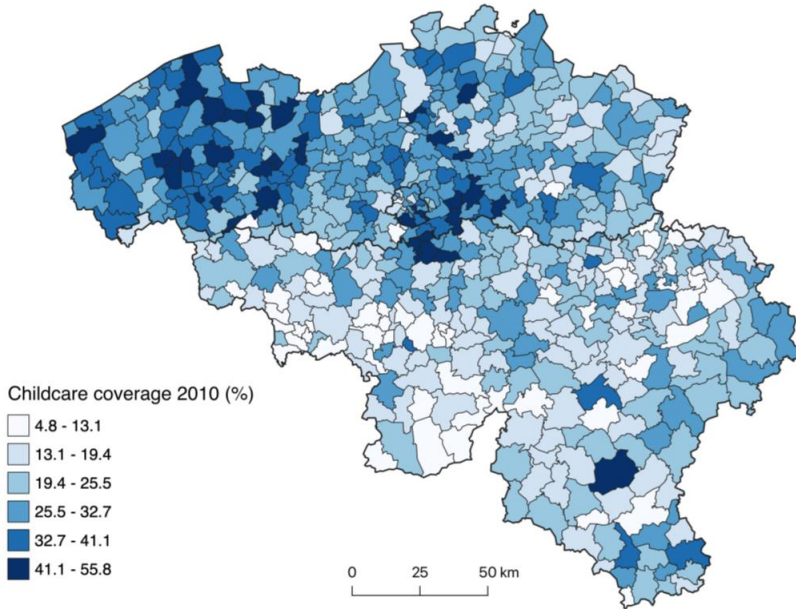 Childcare coverage 2010 (%)
4.8 - 13.1
13.1 - 19.4
19.4 - 25.5
25.5 - 32.7
32.7 - 41.1
41.1 - 55.8
0 25 50 km